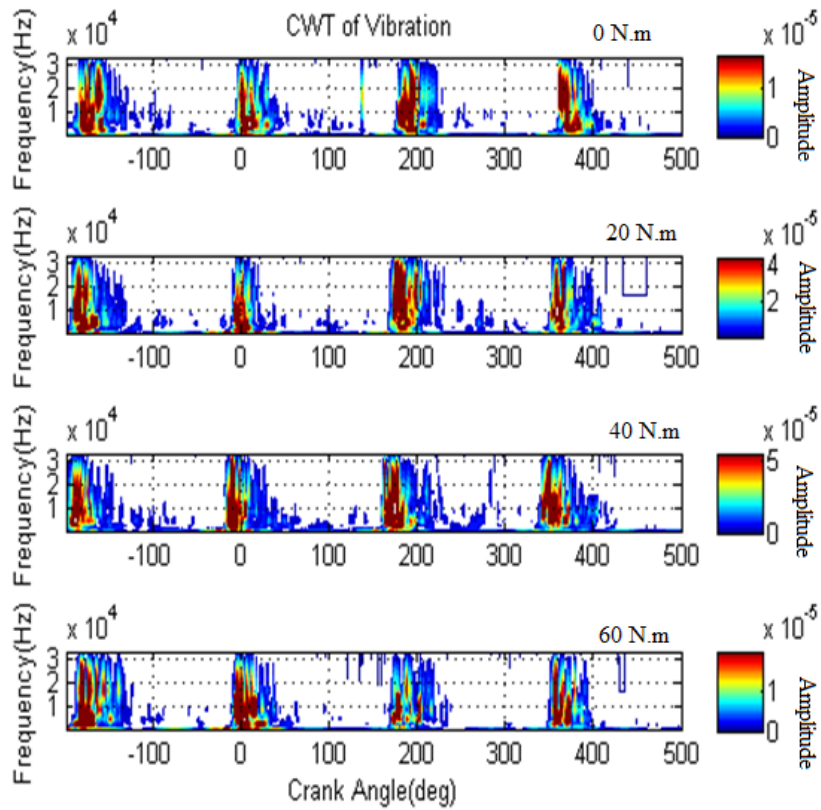 CWT of Vibration
0 N.m
x 10^4
x 10^-5
Frequency(Hz)
3
2
1
-100 0 100 200 300 400 500
1
0
Amplitude
20 N.m
x 10^4
x 10^-5
Frequency(Hz)
3
2
1
-100 0 100 200 300 400 500
4
2
Amplitude
40 N.m
x 10^4
x 10^-5
Frequency(Hz)
3
2
1
-100 0 100 200 300 400 500
5
0
Amplitude
60 N.m
x 10^4
x 10^-5
Frequency(Hz)
3
2
1
-100 0 100 200 300 400 500
1
0
Amplitude
Crank Angle(deg)